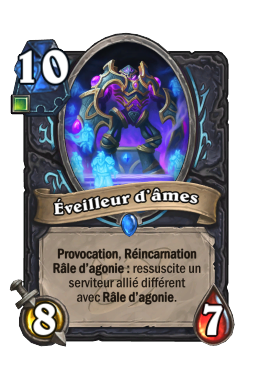 10
Éveilleur d'âmes
Provocation, Réincarnation
Râle d'agonie : ressuscite un
serviteur allié différent
avec Râle d'agonie.
8
7